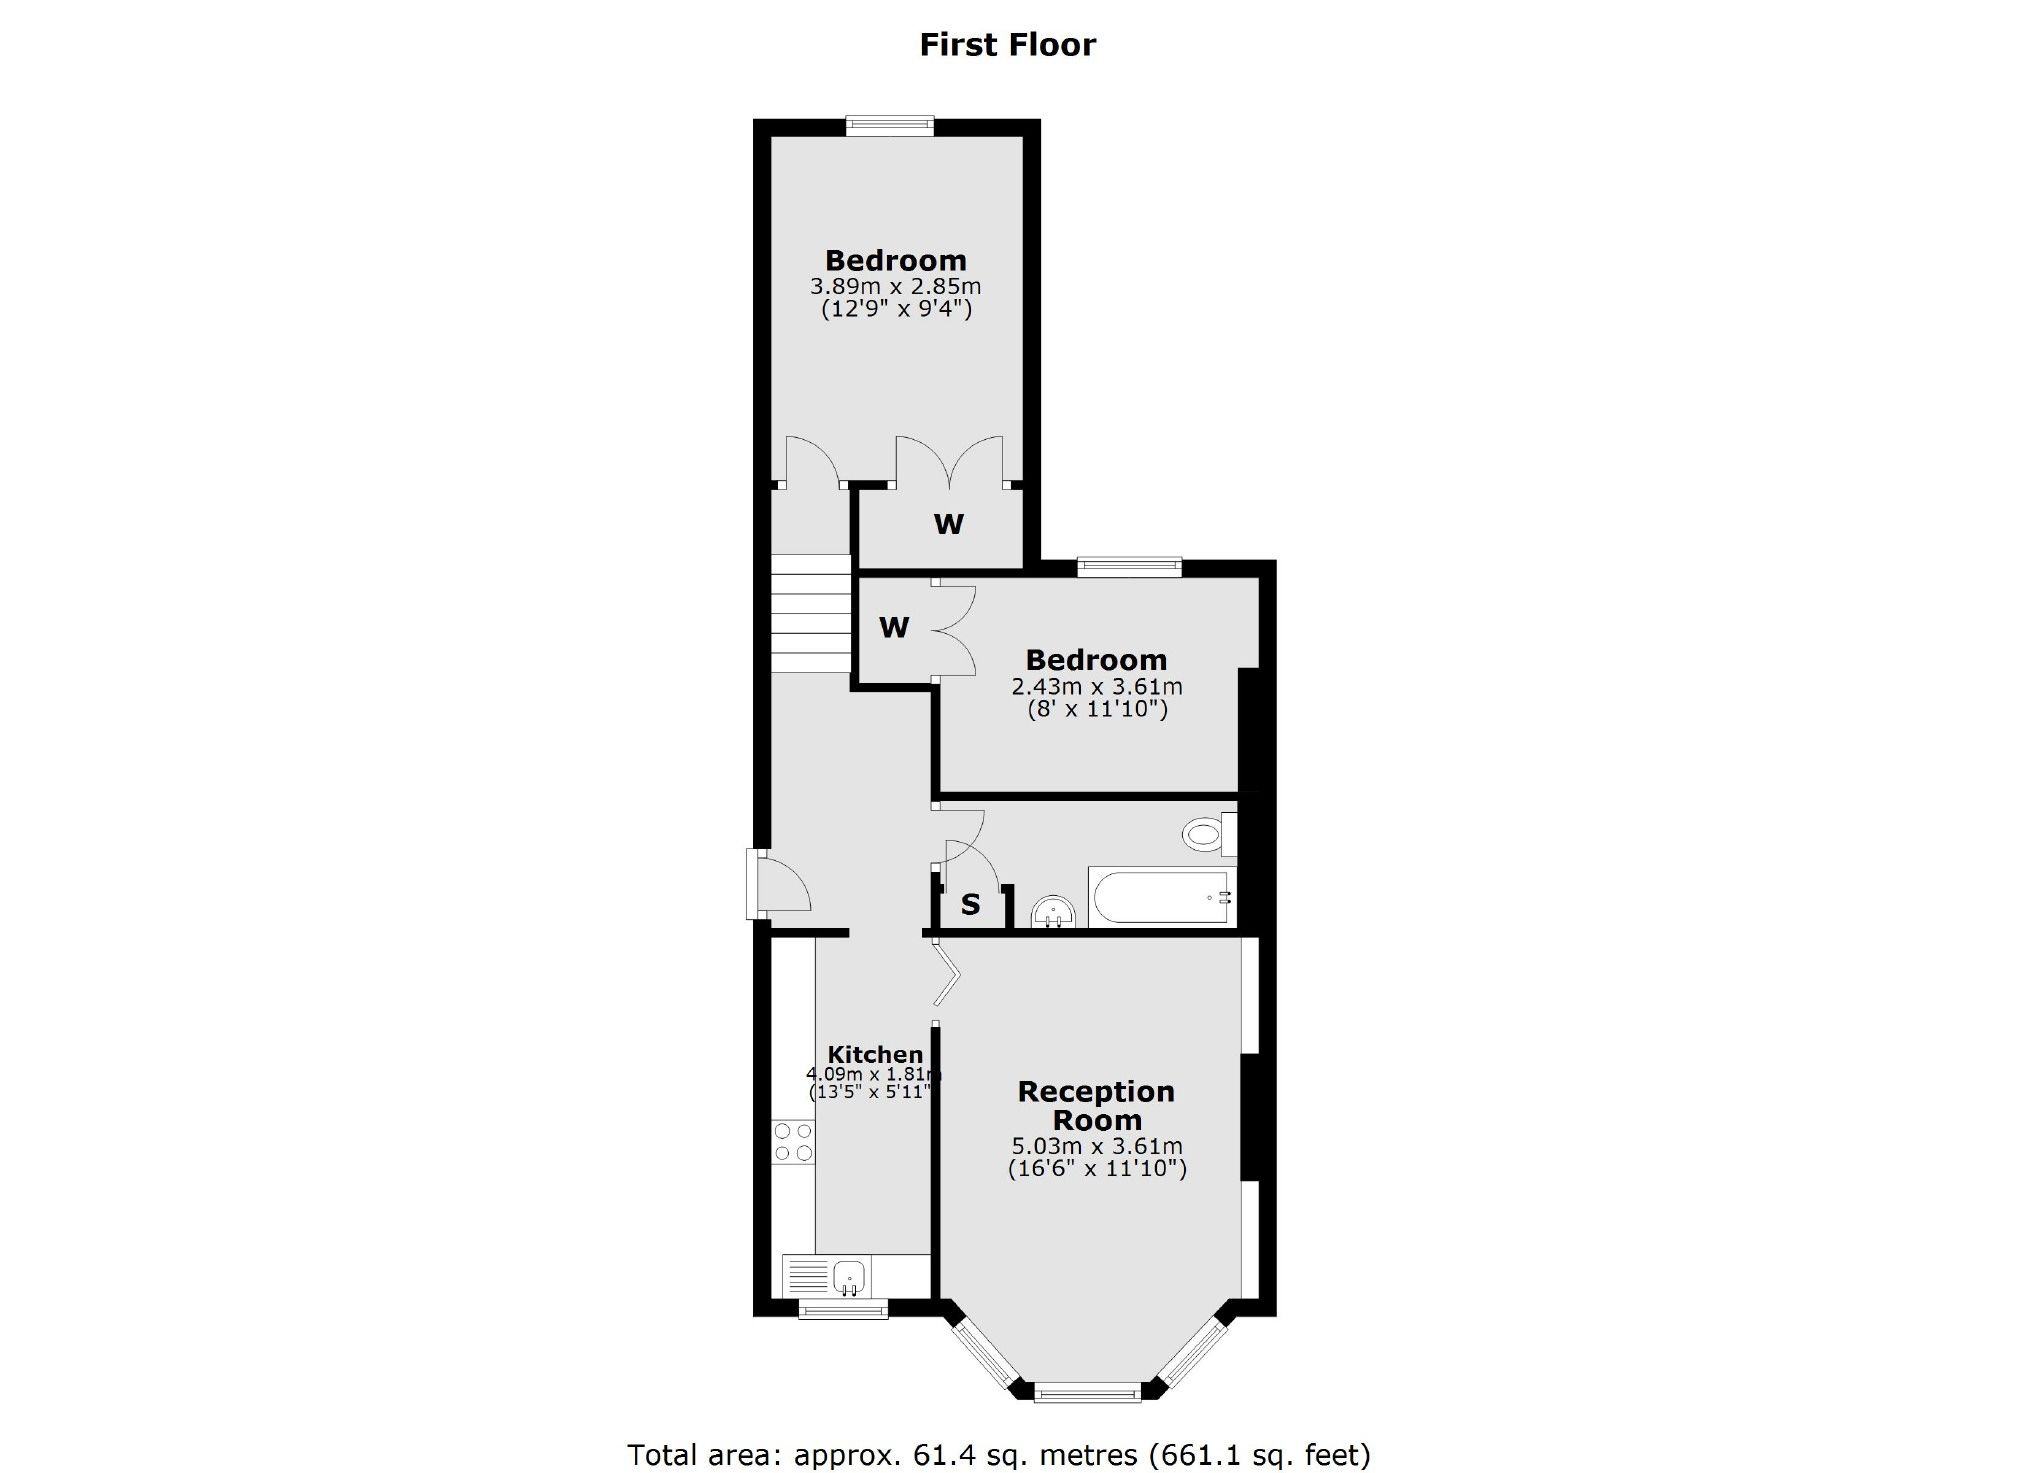 First Floor
Bedroom
3.89m x 2.85m
(12'9" x 9'4")
W
W
Bedroom
2.43m x 3.61m
(8' x 11'10")
S
Kitchen
4.09m x 1.81m
(13'5" x 5'11"
Reception
Room
5.03m x 3.61m
(16'6" x 11'10")
Total area: approx. 61.4 sq. metres (661.1 sq. feet)